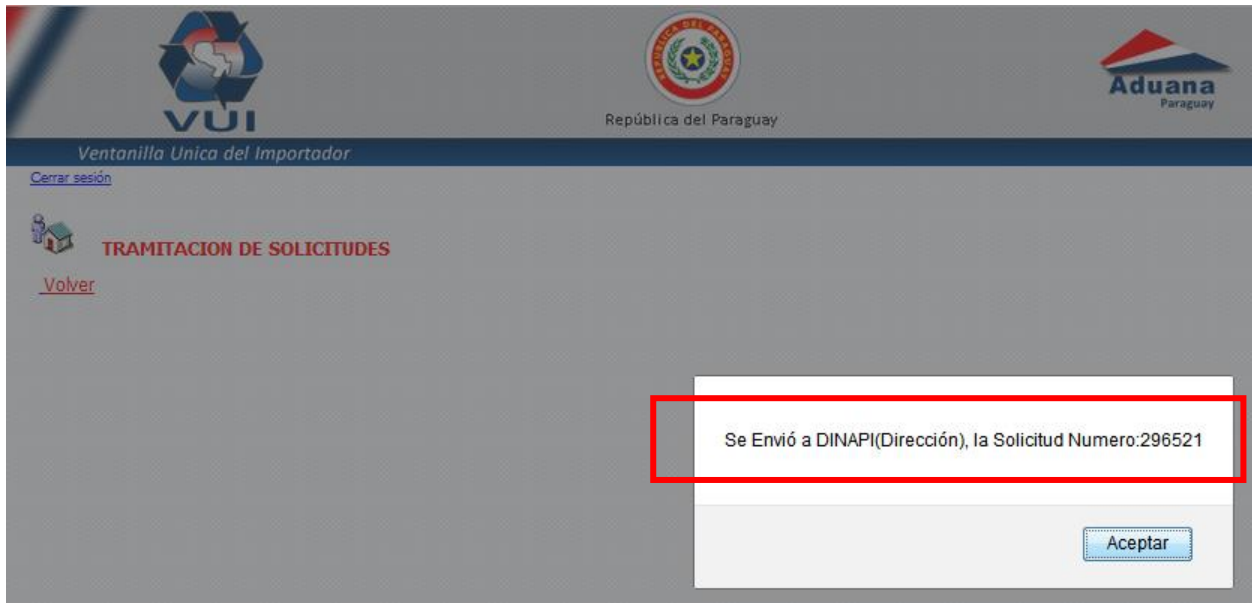 VUI
REPUBLICA DEL PARAGUAY
República del Paraguay
Aduana
Paraguay
Ventanilla Unica del Importador
Cerrar sesión
TRAMITACION DE SOLICITUDES
Volver
Se Envió a DINAPI(Dirección), la Solicitud Numero:296521
Aceptar